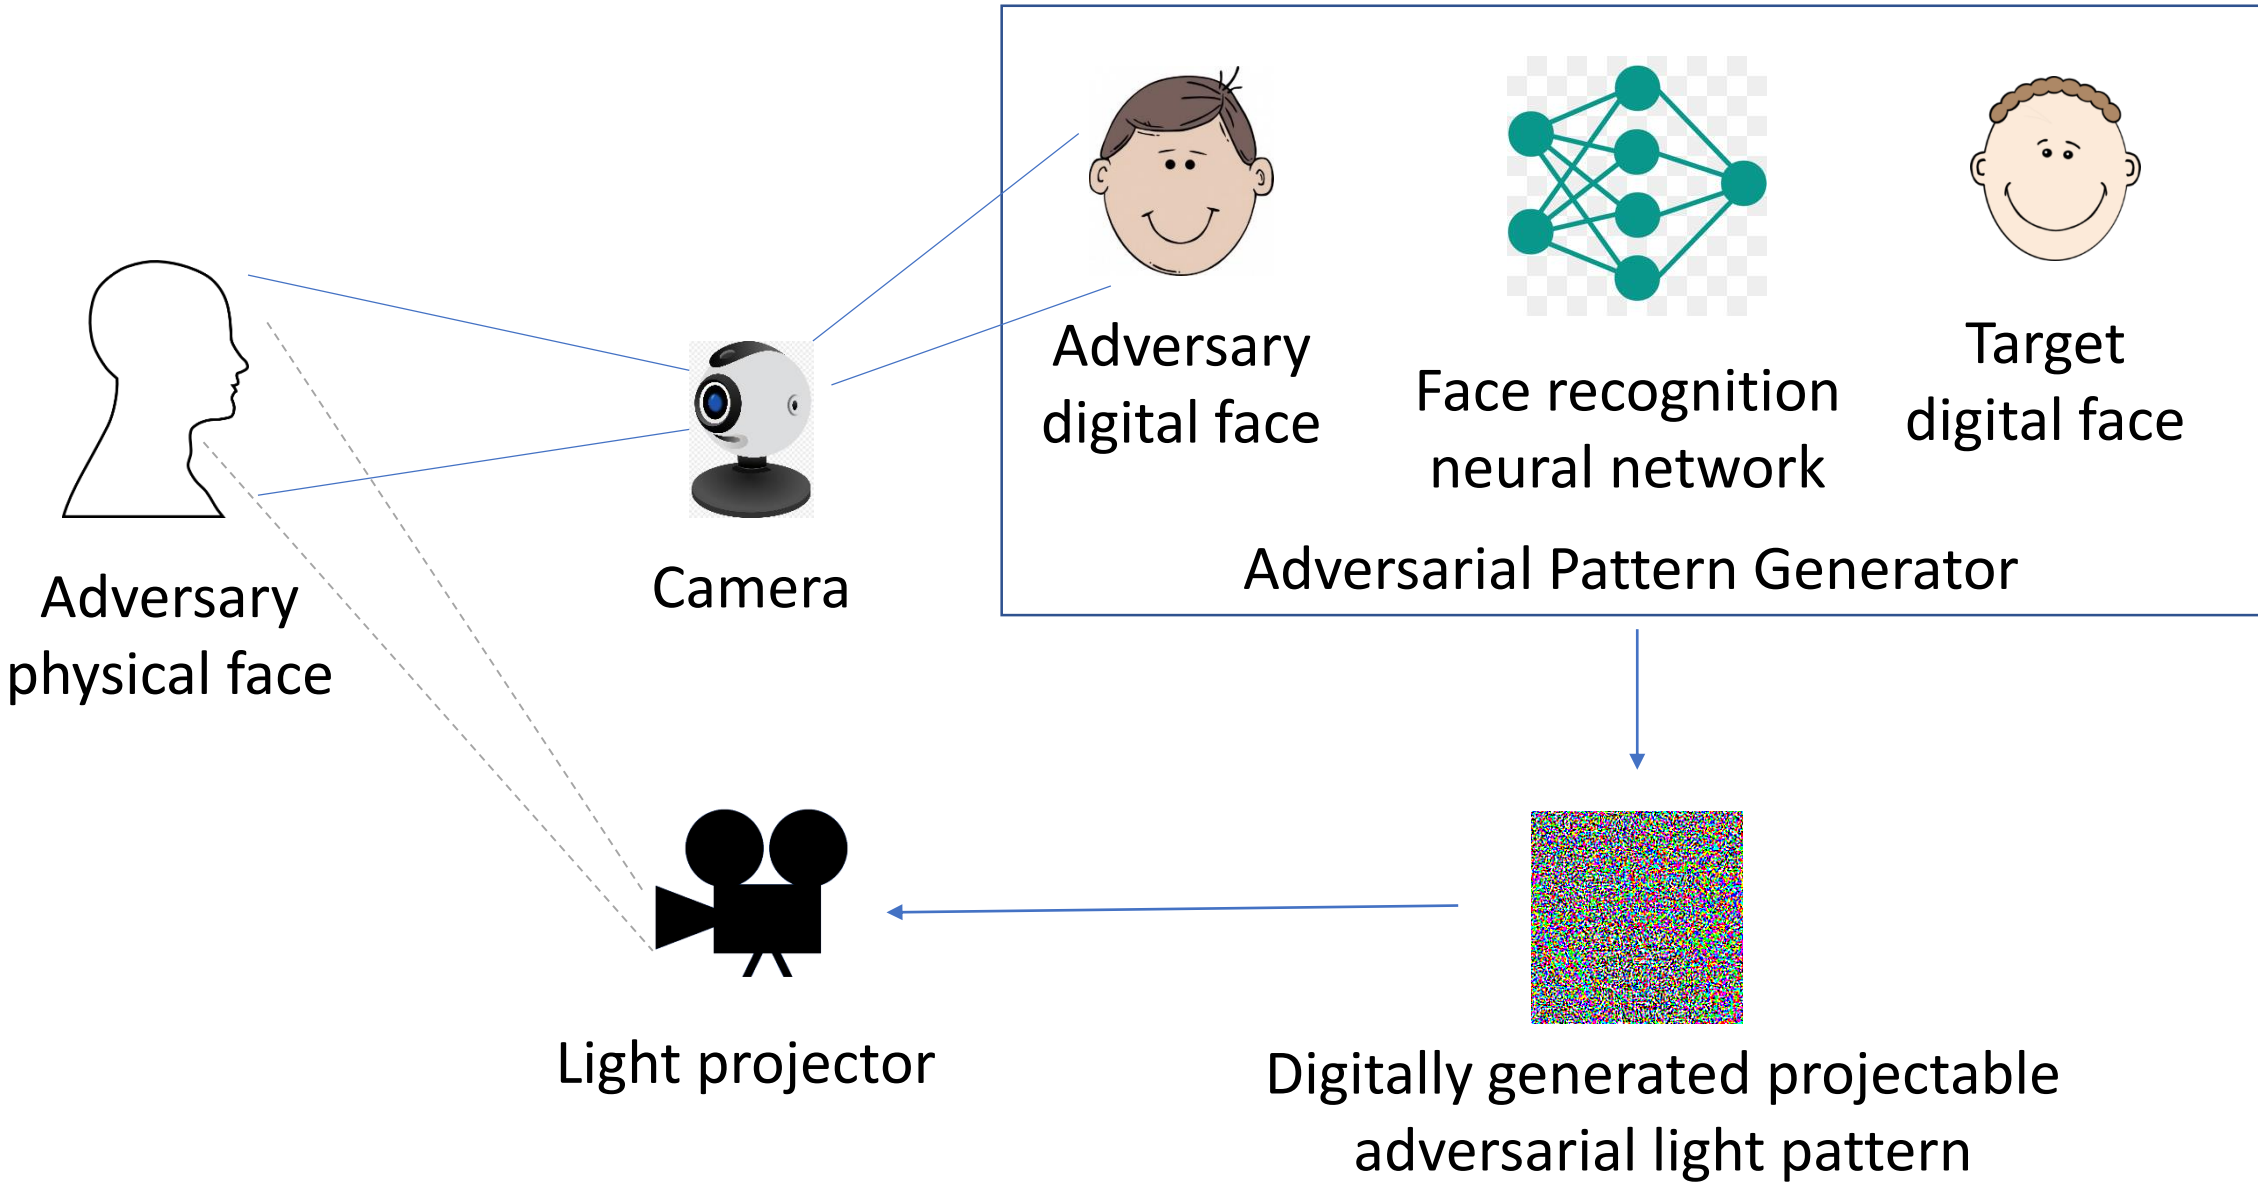 Adversary
physical face
Camera
Adversary
digital face
Face recognition
neural network
Target
digital face
Adversarial Pattern Generator
Light projector
Digitally generated projectable
adversarial light pattern